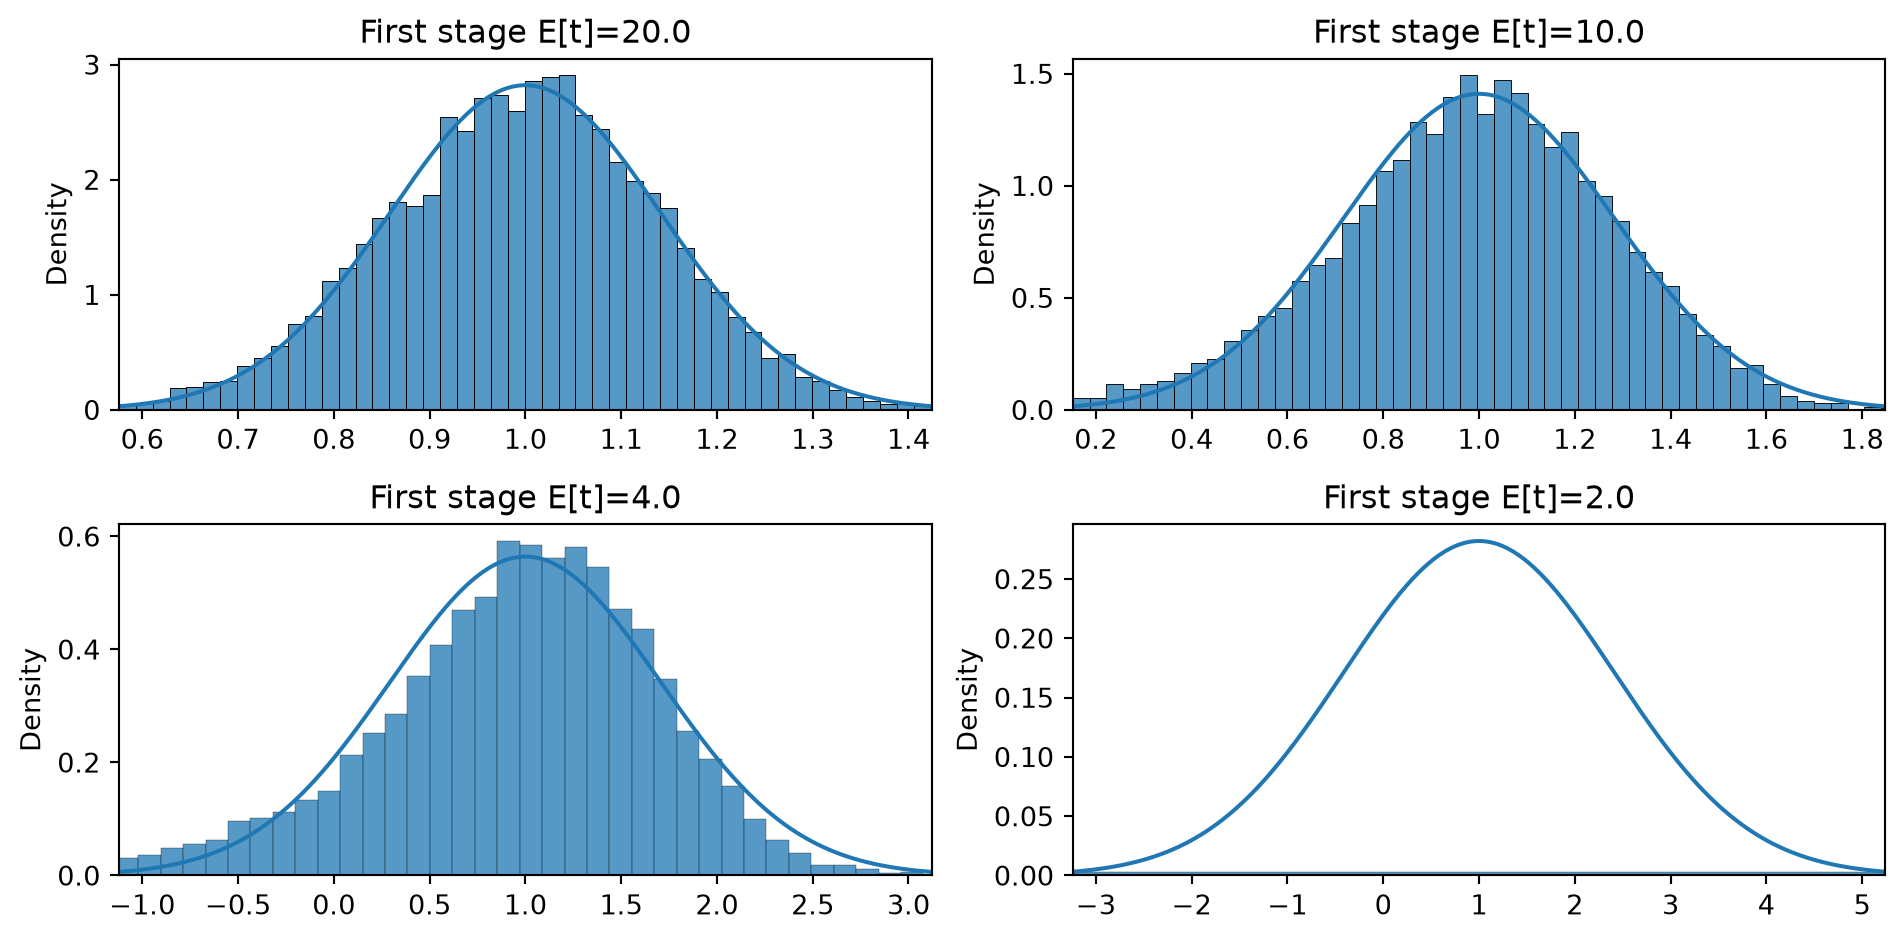 First stage E[t]=20.0
3
2
1
0
Density
0.6 0.7 0.8 0.9 1.0 1.1 1.2 1.3 1.4
First stage E[t]=10.0
1.5
1.0
0.5
0.0
Density
0.2 0.4 0.6 0.8 1.0 1.2 1.4 1.6 1.8
First stage E[t]=4.0
0.6
0.4
0.2
0.0
Density
−1.0 −0.5 0.0 0.5 1.0 1.5 2.0 2.5 3.0
First stage E[t]=2.0
0.25
0.20
0.15
0.10
0.05
0.00
Density
−3 −2 −1 0 1 2 3 4 5